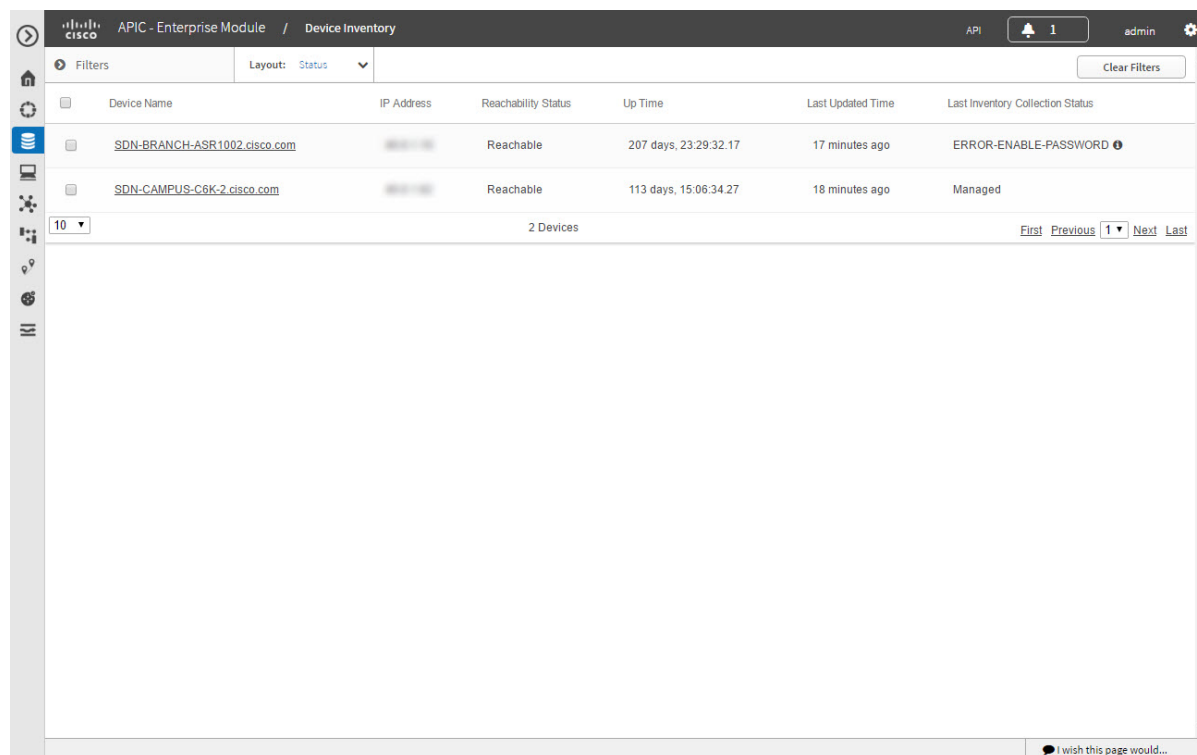 cisco APIC - Enterprise Module / Device Inventory API 1 admin
Filters Layout: Status Clear Filters
Device Name IP Address Reachability Status Up Time Last Updated Time Last Inventory Collection Status
SDN-BRANCH-ASR1002.cisco.com Reachable 207 days, 23:29:32.17 17 minutes ago ERROR-ENABLE-PASSWORD
SDN-CAMPUS-C6K-2.cisco.com Reachable 113 days, 15:06:34.27 18 minutes ago Managed
10 2 Devices First Previous 1 Next Last
I wish this page would...